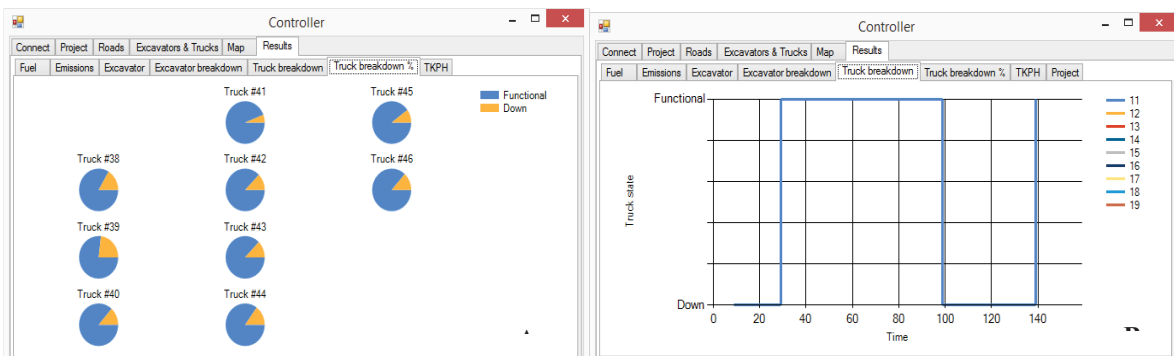 Controller
Connect Project Roads Excavators & Trucks Map Results
Fuel Emissions Excavator Excavator breakdown Truck breakdown Truck breakdown % TKPH
Truck #41 Truck #45
Functional
Down
Truck #38 Truck #42 Truck #46
Truck #39 Truck #43
Truck #40 Truck #44
Controller
Connect Project Roads Excavators & Trucks Map Results
Fuel Emissions Excavator Excavator breakdown Truck breakdown Truck breakdown % TKPH Project
Functional
Truck state
Down
0 20 40 60 80 100 120 140
Time
11
12
13
14
15
16
17
18
19